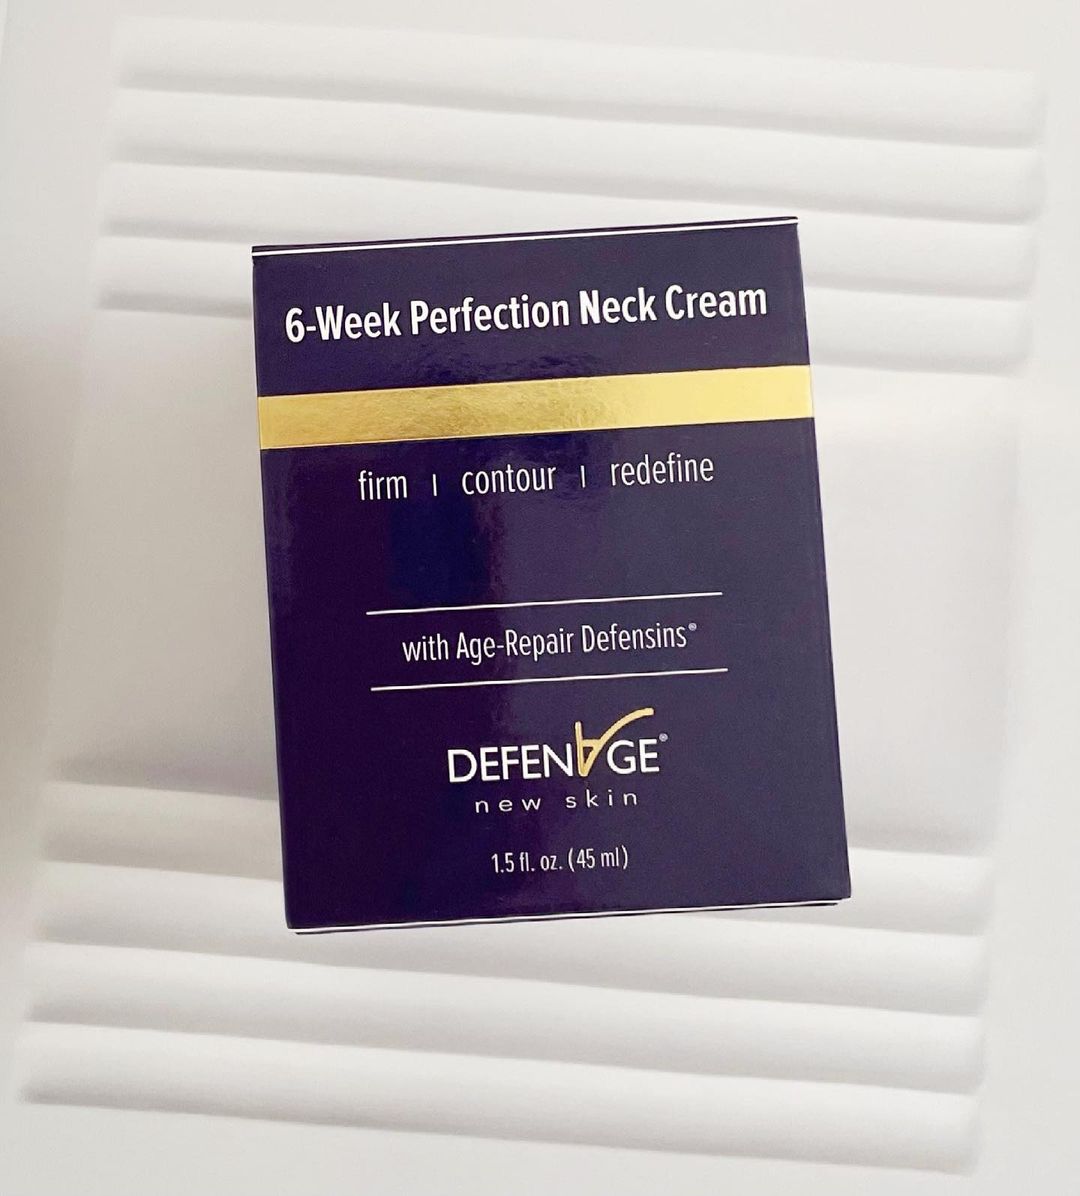 6-Week Perfection Neck Cream
firm | contour | redefine
with Age-Repair Defensins®
DEFENAGE®
new skin
1.5 fl. oz. (45 ml)